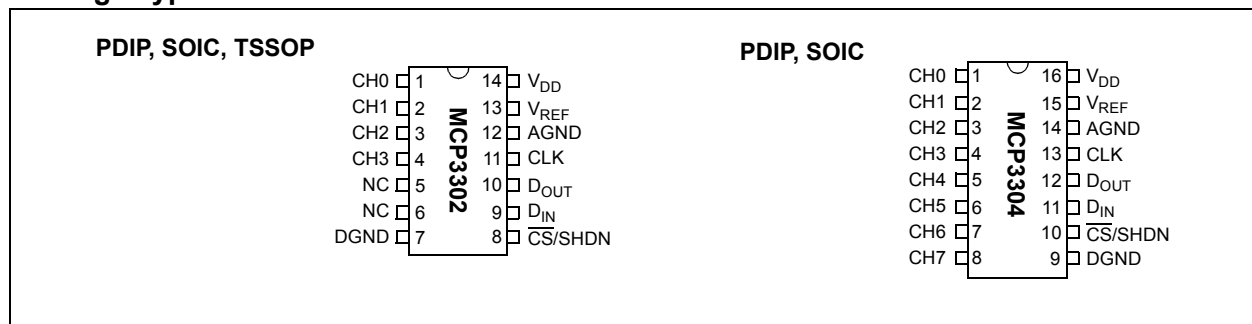 PDIP, SOIC, TSSOP
CH0 1 14 VDD
CH1 2 13 VREF
CH2 3 12 AGND
CH3 4 11 CLK
NC 5 10 DOUT
NC 6 9 DIN
DGND 7 8 CS/SHDN
MCP3302
PDIP, SOIC
CH0 1 16 VDD
CH1 2 15 VREF
CH2 3 14 AGND
CH3 4 13 CLK
CH4 5 12 DOUT
CH5 6 11 DIN
CH6 7 10 CS/SHDN
CH7 8 9 DGND
MCP3304